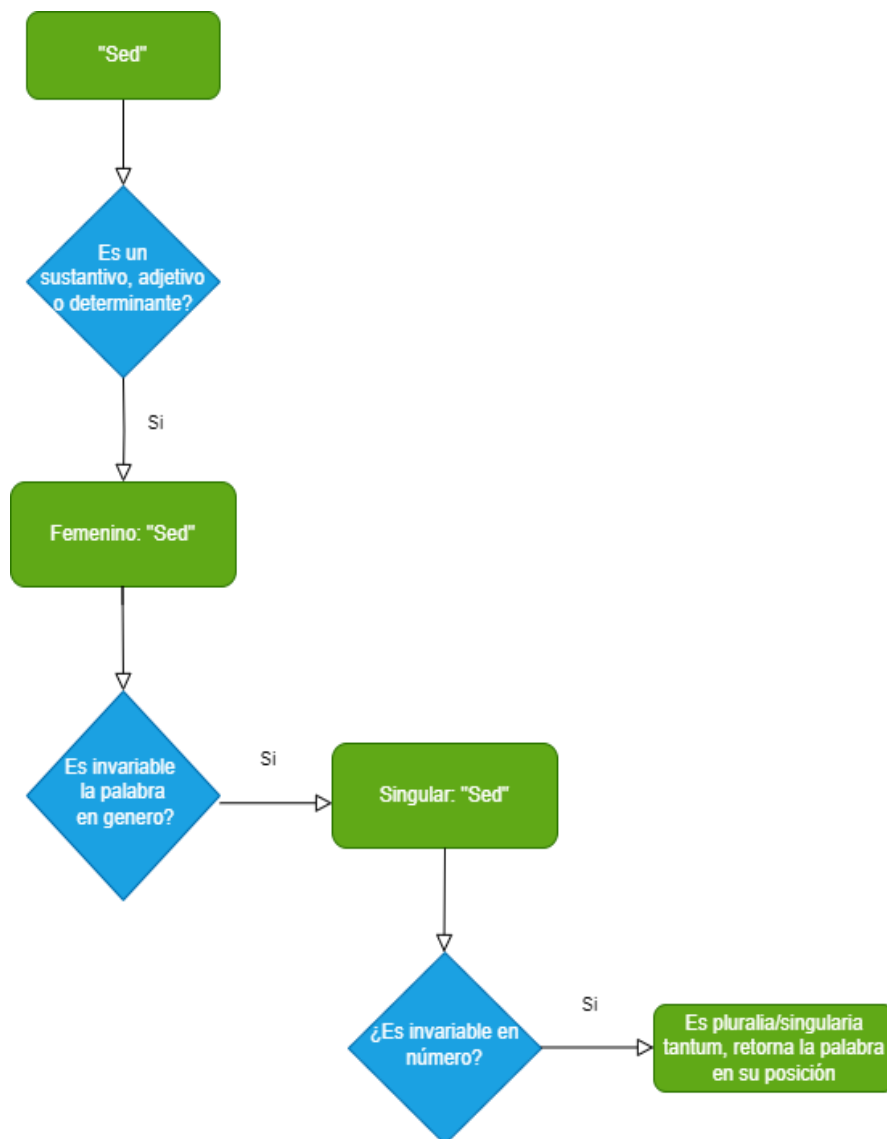 "Sed"
Es un
sustantivo, adjetivo
o determinante?
Si
Femenino: "Sed"
Es invariable
la palabra
en genero?
Si
Singular: "Sed"
¿Es invariable en
número?
Si
Es pluralia/singularia
tantum, retorna la palabra
en su posición